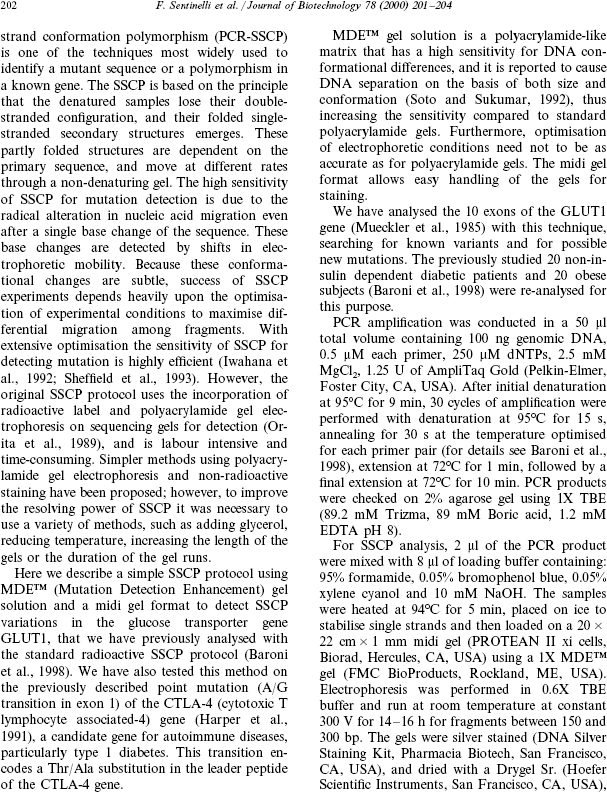 202
F. Sentinelli et al. / Journal of Biotechnology 78 (2000) 201–204
strand conformation polymorphism (PCR-SSCP)
is one of the techniques most widely used to
identify a mutant sequence or a polymorphism in
a known gene. The SSCP is based on the principle
that the denatured samples lose their double-
stranded configuration, and their folded single-
stranded secondary structures emerges. These
partly folded structures are dependent on the
primary sequence, and move at different rates
through a non-denaturing gel. The high sensitivity
of SSCP for mutation detection is due to the
radical alteration in nucleic acid migration even
after a single base change of the sequence. These
base changes are detected by shifts in elec-
trophoretic mobility. Because these conforma-
tional changes are subtle, success of SSCP
experiments depends heavily upon the optimisa-
tion of experimental conditions to maximise dif-
ferential migration among fragments. With
extensive optimisation the sensitivity of SSCP for
detecting mutation is highly efficient (Iwahana et
al., 1992; Sheffield et al., 1993). However, the
original SSCP protocol uses the incorporation of
radioactive label and polyacrylamide gel elec-
trophoresis on sequencing gels for detection (Or-
ita et al., 1989), and is labour intensive and
time-consuming. Simpler methods using polyacry-
lamide gel electrophoresis and non-radioactive
staining have been proposed; however, to improve
the resolving power of SSCP it was necessary to
use a variety of methods, such as adding glycerol,
reducing temperature, increasing the length of the
gels or the duration of the gel runs.
Here we describe a simple SSCP protocol using
MDE™ (Mutation Detection Enhancement) gel
solution and a midi gel format to detect SSCP
variations in the glucose transporter gene
GLUT1, that we have previously analysed with
the standard radioactive SSCP protocol (Baroni
et al., 1998). We have also tested this method on
the previously described point mutation (A/G
transition in exon 1) of the CTLA-4 (cytotoxic T
lymphocyte associated-4) gene (Harper et al.,
1991), a candidate gene for autoimmune diseases,
particularly type 1 diabetes. This transition en-
codes a Thr/Ala substitution in the leader peptide
of the CTLA-4 gene.
MDE™ gel solution is a polyacrylamide-like
matrix that has a high sensitivity for DNA con-
formational differences, and it is reported to cause
DNA separation on the basis of both size and
conformation (Soto and Sukumar, 1992), thus
increasing the sensitivity compared to standard
polyacrylamide gels. Furthermore, optimisation
of electrophoretic conditions need not to be as
accurate as for polyacrylamide gels. The midi gel
format allows easy handling of the gels for
staining.
We have analysed the 10 exons of the GLUT1
gene (Mueckler et al., 1985) with this technique,
searching for known variants and for possible
new mutations. The previously studied 20 non-in-
sulin dependent diabetic patients and 20 obese
subjects (Baroni et al., 1998) were re-analysed for
this purpose.
PCR amplification was conducted in a 50 μl
total volume containing 100 ng genomic DNA,
0.5 μM each primer, 250 μM dNTPs, 2.5 mM
MgCl₂, 1.25 U of AmpliTaq Gold (Pelkin-Elmer,
Foster City, CA, USA). After initial denaturation
at 95°C for 9 min, 30 cycles of amplification were
performed with denaturation at 95°C for 15 s,
annealing for 30 s at the temperature optimised
for each primer pair (for details see Baroni et al.,
1998), extension at 72°C for 1 min, followed by a
final extension at 72°C for 10 min. PCR products
were checked on 2% agarose gel using 1X TBE
(89.2 mM Trizma, 89 mM Boric acid, 1.2 mM
EDTA pH 8).
For SSCP analysis, 2 μl of the PCR product
were mixed with 8 μl of loading buffer containing:
95% formamide, 0.05% bromophenol blue, 0.05%
xylene cyanol and 10 mM NaOH. The samples
were heated at 94°C for 5 min, placed on ice to
stabilise single strands and then loaded on a 20 ×
22 cm × 1 mm midi gel (PROTEAN II xi cells,
Biorad, Hercules, CA, USA) using a 1X MDE™
gel (FMC BioProducts, Rockland, ME, USA).
Electrophoresis was performed in 0.6X TBE
buffer and run at room temperature at constant
300 V for 14–16 h for fragments between 150 and
300 bp. The gels were silver stained (DNA Silver
Staining Kit, Pharmacia Biotech, San Francisco,
CA, USA), and dried with a Drygel Sr. (Hoefer
Scientific Instruments, San Francisco, CA, USA),